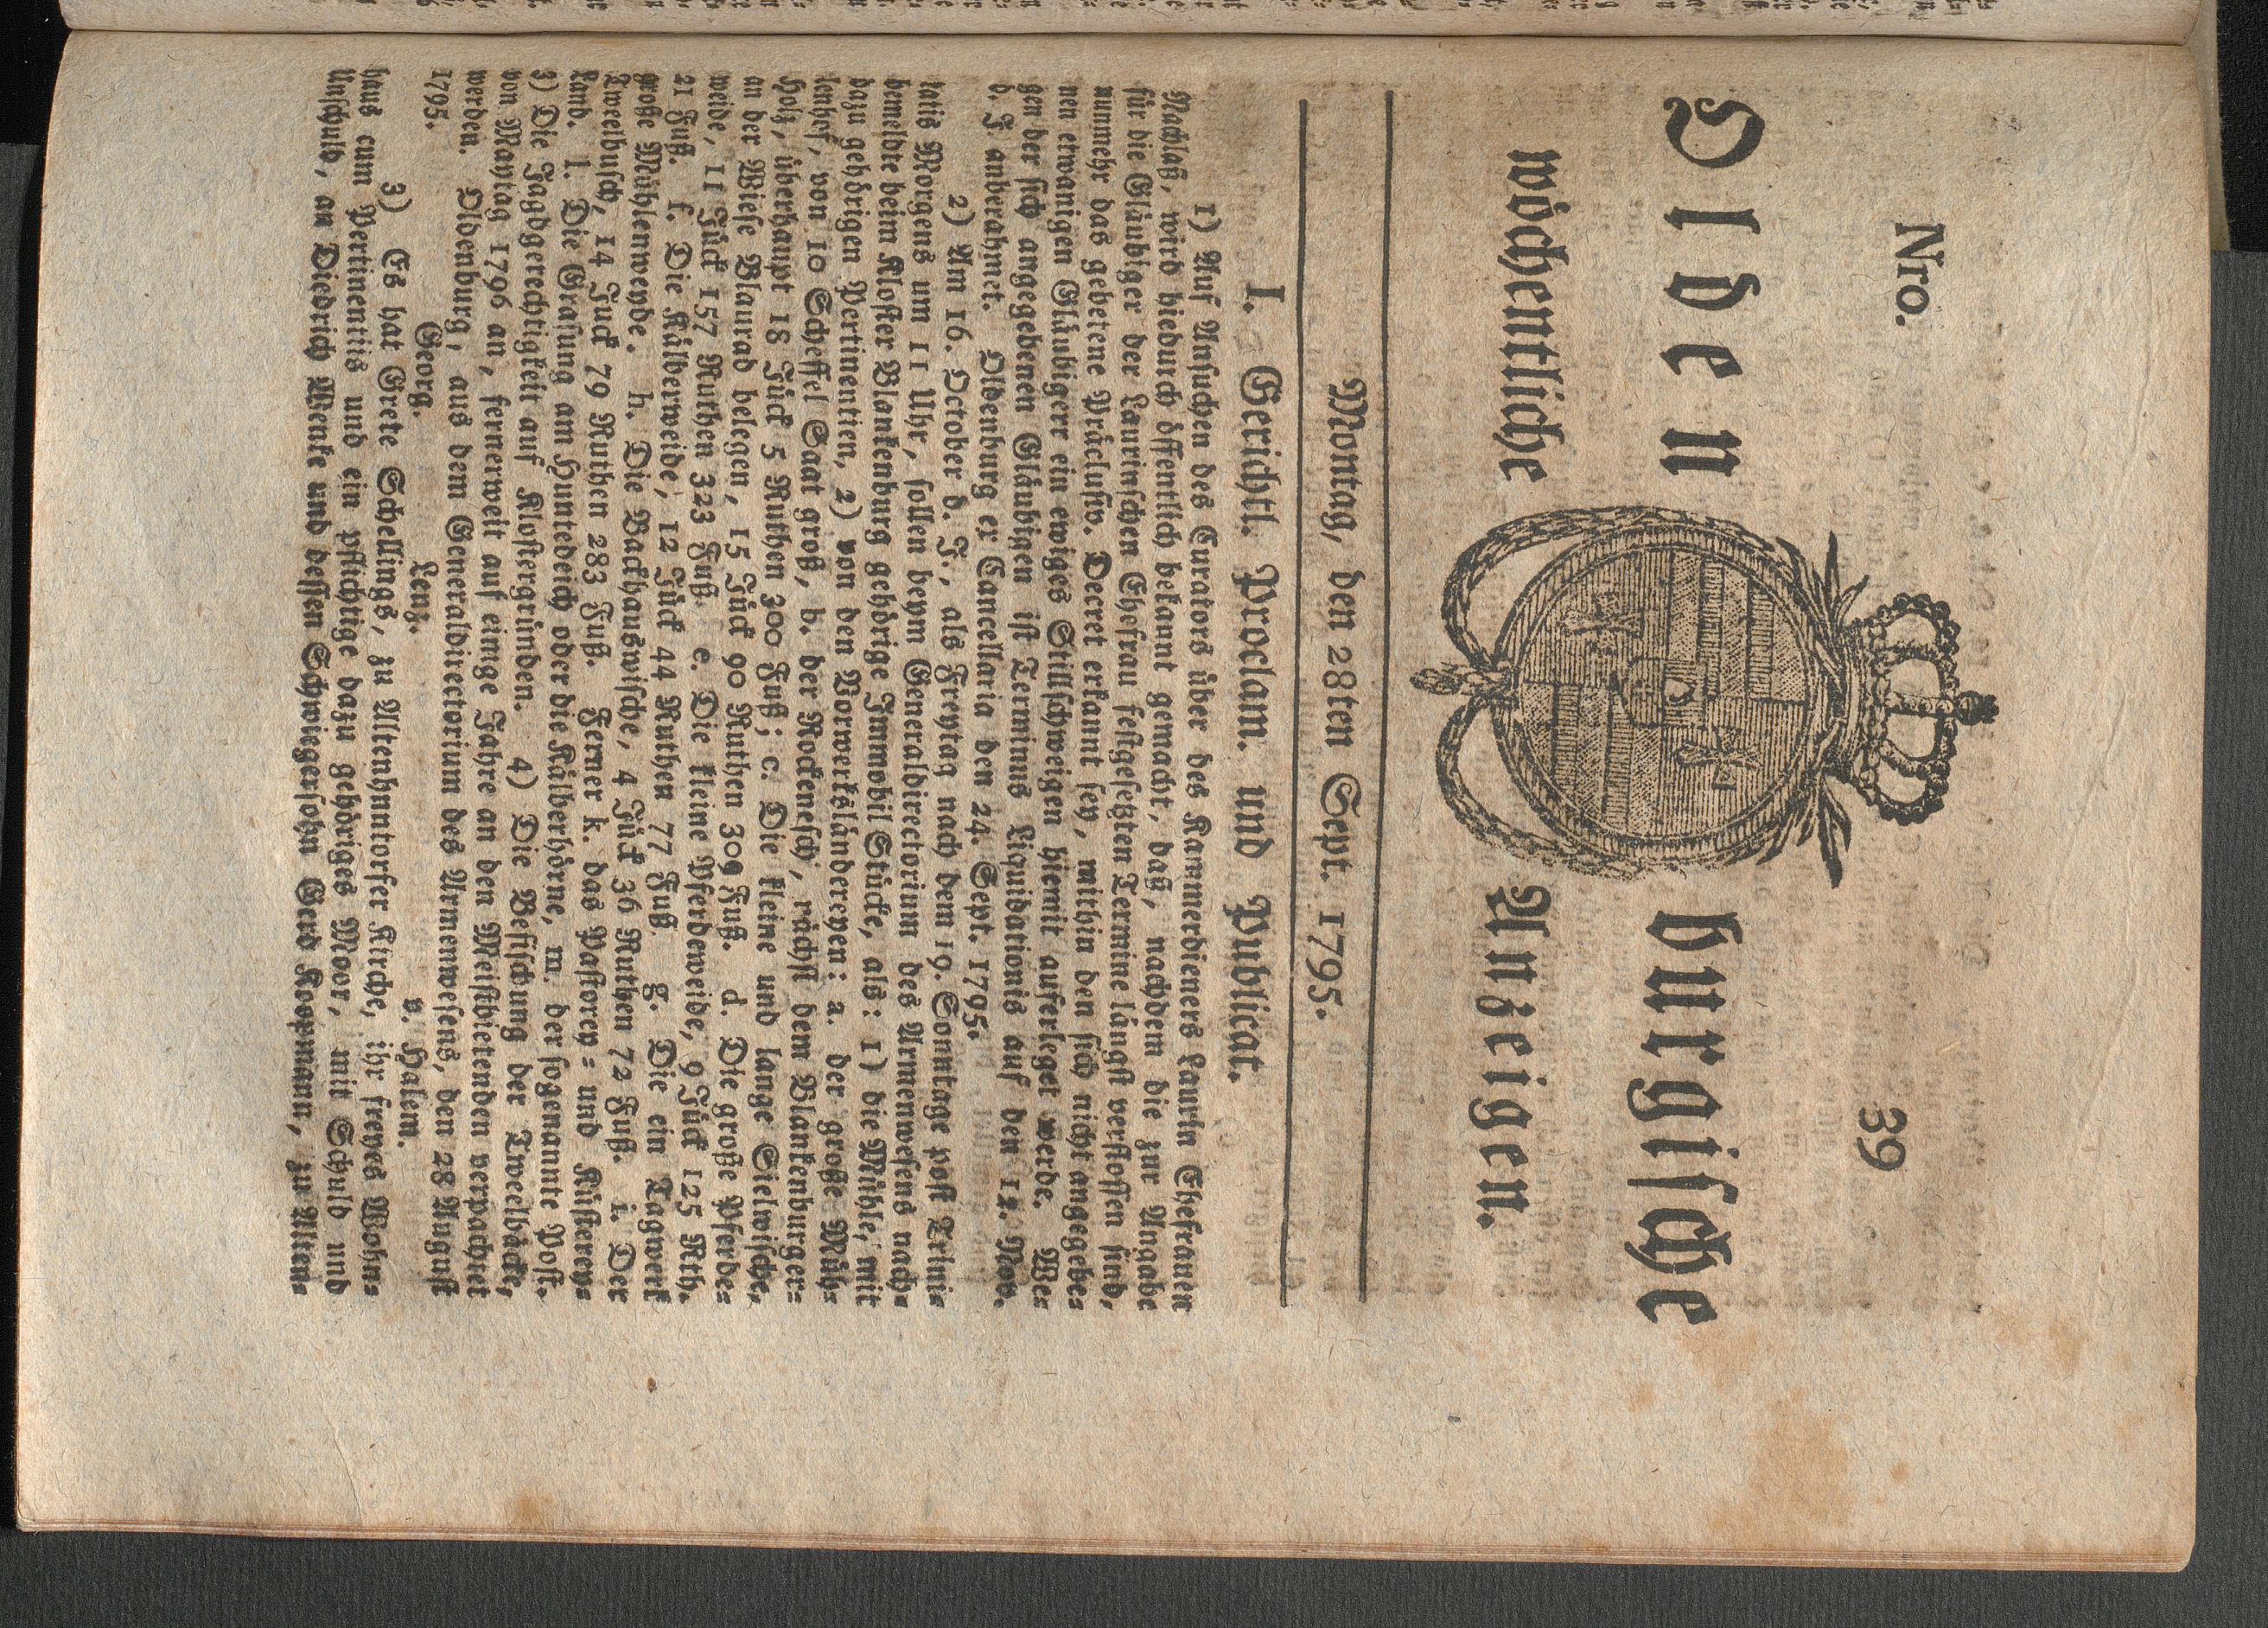 Nro. 39
Oldenburgische
wöchentliche Anzeigen.
Montag, den 28ten Sept. 1795.
I. Gerichtl. Proclam. und Publicat.
1) Auf Ansuchen des Curators über des Kammerdieners Laurin Ehefrauen
Nachlaß, wird hiedurch öffentlich bekannt gemacht, daß, nachdem die zur Angabe
für die Gläubiger der Laurinschen Ehefrau festgesetzten Termine längst verflossen sind,
nunmehr das gebetene Präclusiv-Decret erkannt sey, mithin den sich nicht angegebe-
nen etwanigen Gläubigern ein ewiges Stillschweigen hiemit auferleget werde. We-
gen der sich angegebenen Gläubigen ist Terminus Liquidationis auf den 12. Nov.
d. J anberahmet. Oldenburg ex Cancellaria den 24. Sept. 1795.
2) Am 16. October d. J., als Freytag nach dem 19. Sonntage post Trini-
tatis Morgens um 11 Uhr, sollen beym Generaldirectorium des Armenwesens nach-
bemeldte beim Kloster Blankenburg gehörige Immobil Stücke, als: 1) die Mühle, mit
dazu gehörigen Pertinentien, 2) von den Vorwerksländereyen: a. der große Müh-
lenhof, von 10 Scheffel Saat groß, b. der Rockenesch, nächst dem Blankenburger-
Holz, überhaupt 18 Jück 5 Ruthen 300 Fuß; c. Die kleine und lange Sielwische,
an der Wiese Blaurad belegen, 15 Jück 90 Ruthen 309 Fuß. d. Die große Pferde-
weide, 11 Jück 157 Ruthen 323 Fuß. e. Die kleine Pferdeweide, 9 Jück 125 Rth.
21 Fuß. f. Die Kälberweide, 12 Jück 44 Ruthen 77 Fuß. g. Die ein Tagwerk
große Mühlenweyde. h. Die Backhauswische, 4 Jück 36 Ruthen 72 Fuß. i. Der
Tweelbusch, 14 Jück 79 Ruthen 283 Fuß. Ferner k. das Pastorey- und Küsterey-
Land. l. Die Grasung am Huntedeich oder die Kälberhörne, m. der sogenannte Post.
3) Die Jagdgerechtigkeit auf Klostergründen. 4) Die Befischung der Tweelbäcke,
von Maytag 1796 an, fernerweit auf einige Jahre an den Meistbietenden verpachtet
werden. Oldenburg, aus dem Generaldirectorium des Armenwesens, den 28 August
1795.
Georg. Lenz. v. Halem.
3) Es hat Grete Schellings, zu Altenhuntorfer Kirche, ihr freyes Wohn-
haus cum Pertinentiis und ein pflichtige dazu gehöriges Moor, mit Schuld und
Unschuld, an Diedrich Menke und dessen Schwiegersohn Gerd Koopmann, zu Alten-